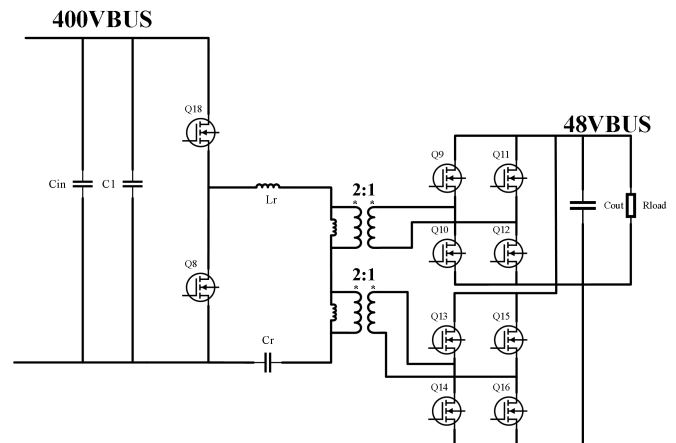 400VBUS
Q18
48VBUS
Q9
Q11
Cin
C1
2:1
Lr
* *
Cout
Rload
Q10
Q12
Q8
2:1
* *
Q13
Q15
Cr
Q14
Q16